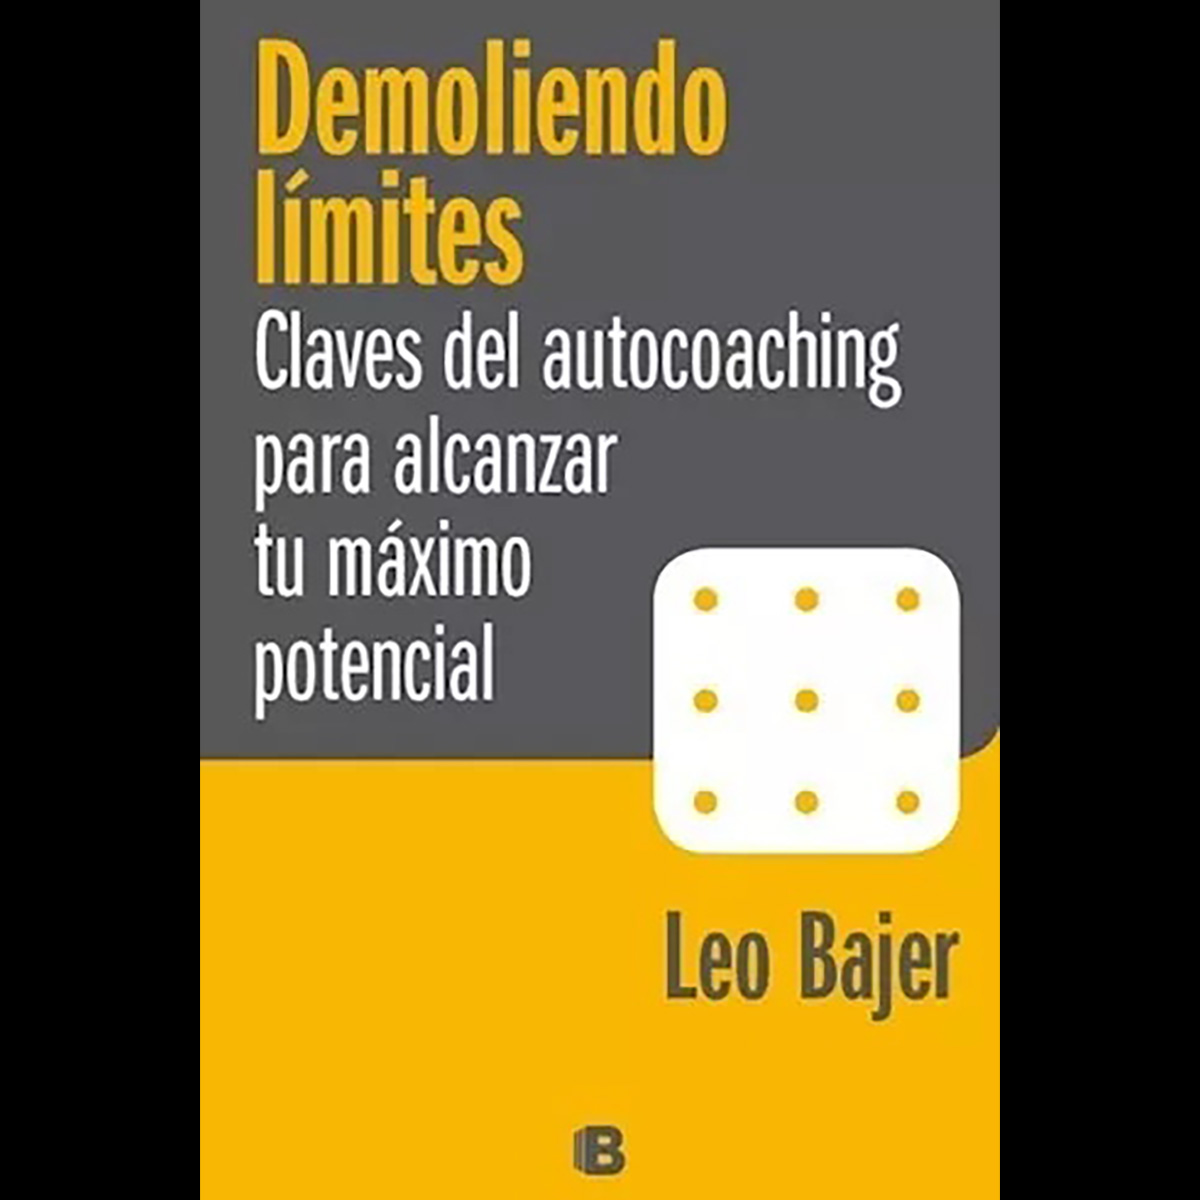 Demoliendo
límites
Claves del autocoaching
para alcanzar
tu máximo
potencial
Leo Bajer
B